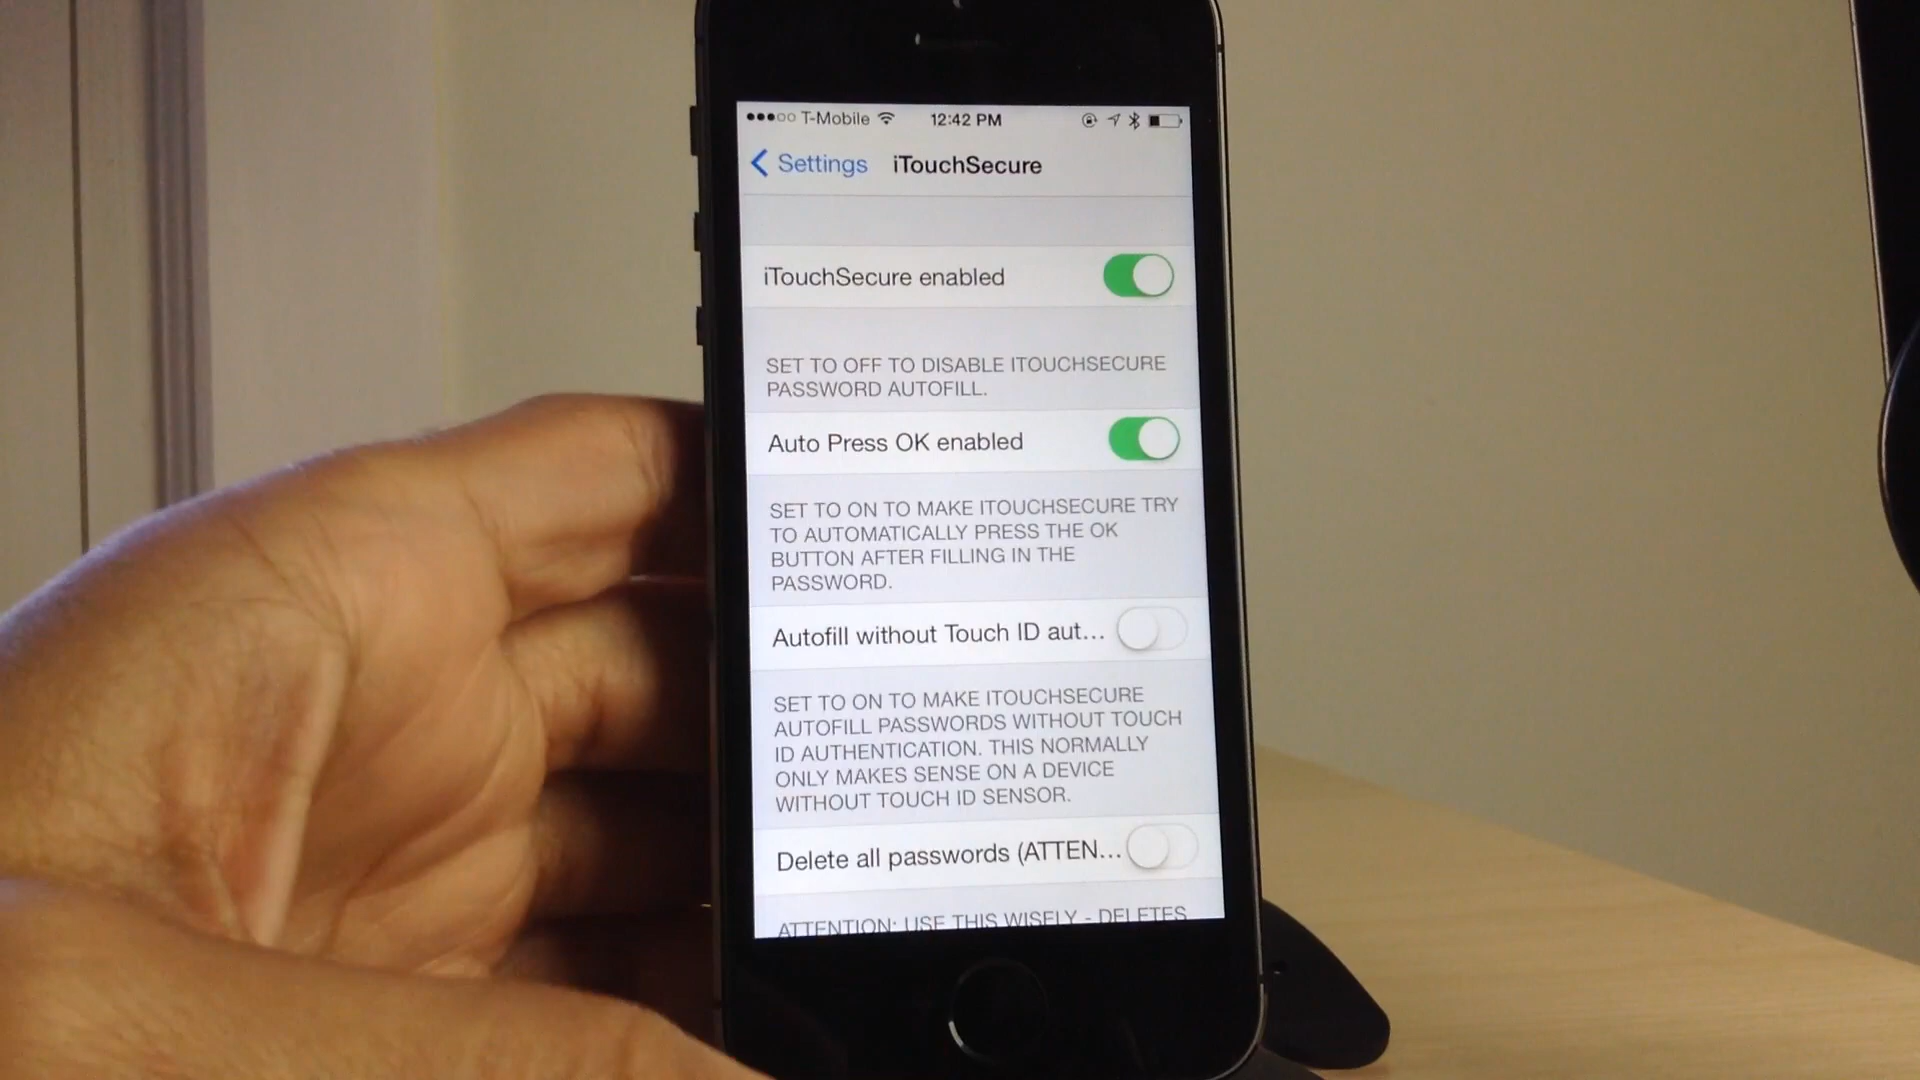 T-Mobile 12:42 PM
Settings iTouchSecure
iTouchSecure enabled
SET TO OFF TO DISABLE ITOUCHSECURE
PASSWORD AUTOFILL.
Auto Press OK enabled
SET TO ON TO MAKE ITOUCHSECURE TRY
TO AUTOMATICALLY PRESS THE OK
BUTTON AFTER FILLING IN THE
PASSWORD.
Autofill without Touch ID aut...
SET TO ON TO MAKE ITOUCHSECURE
AUTOFILL PASSWORDS WITHOUT TOUCH
ID AUTHENTICATION. THIS NORMALLY
ONLY MAKES SENSE ON A DEVICE
WITHOUT TOUCH ID SENSOR.
Delete all passwords (ATTEN...
ATTENTION: USE THIS WISELY - DELETES